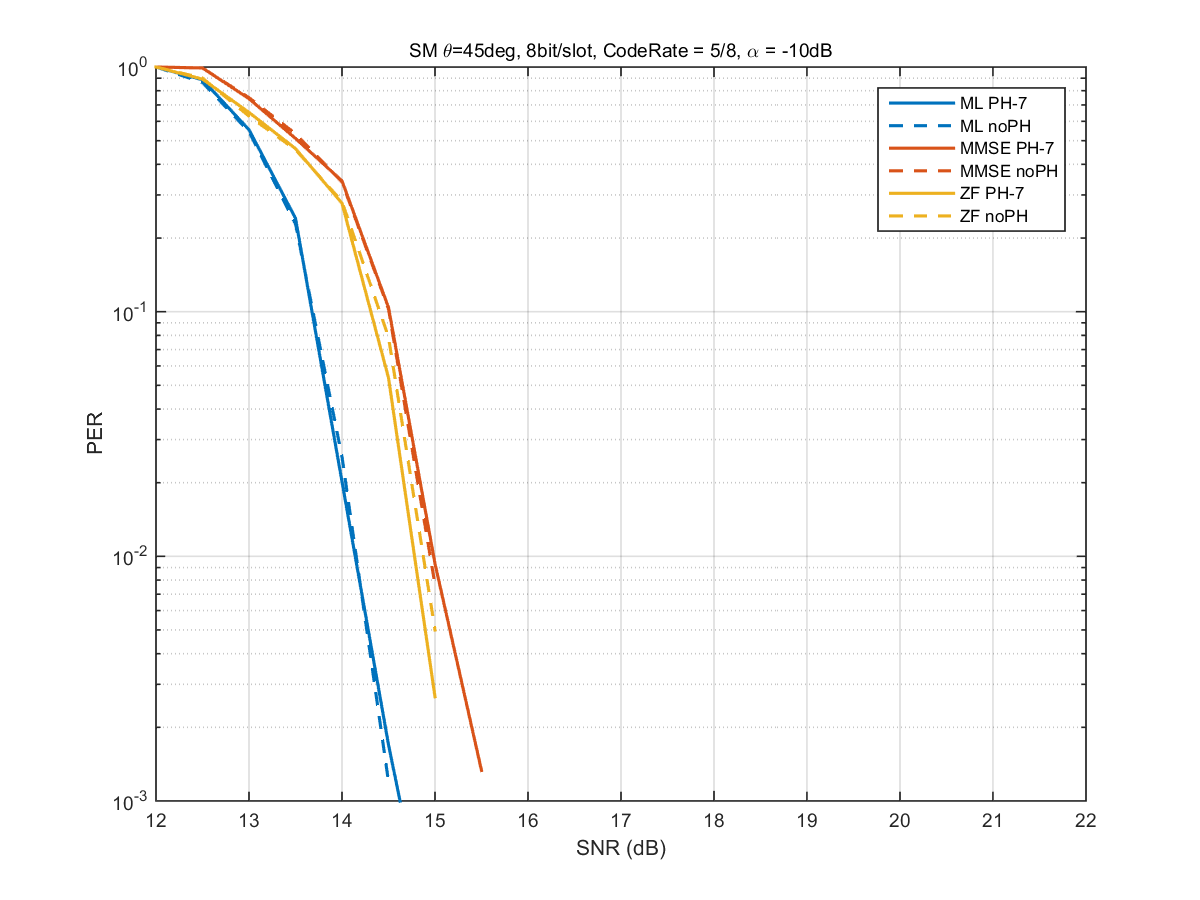 SM θ=45deg, 8bit/slot, CodeRate = 5/8, α = -10dB
10^0
ML PH-7
ML noPH
MMSE PH-7
MMSE noPH
ZF PH-7
ZF noPH
10^-1
PER
10^-2
10^-3
12 13 14 15 16 17 18 19 20 21 22
SNR (dB)